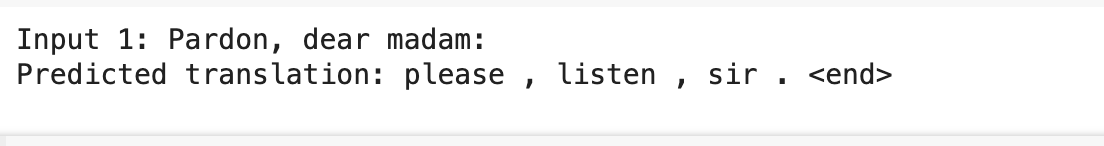 Input 1: Pardon, dear madam:
Predicted translation: please , listen , sir . <end>